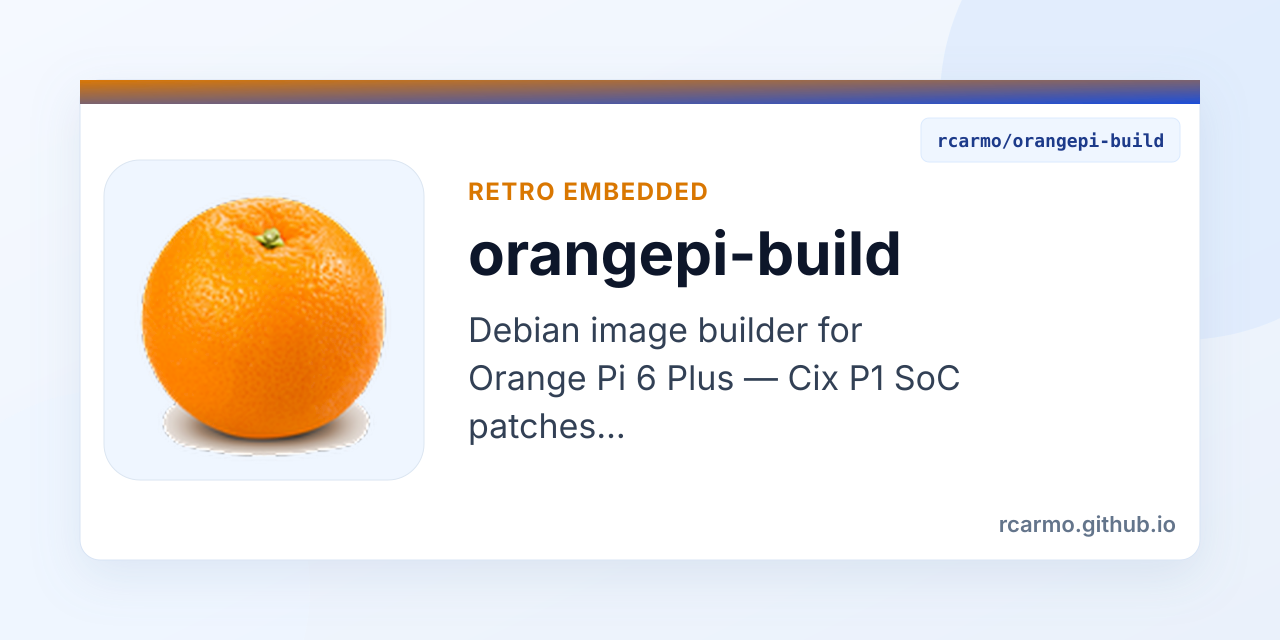 rcarmo/orangepi-build
RETRO EMBEDDED
orangepi-build
Debian image builder for
Orange Pi 6 Plus — Cix P1 SoC
patches...
rcarmo.github.io